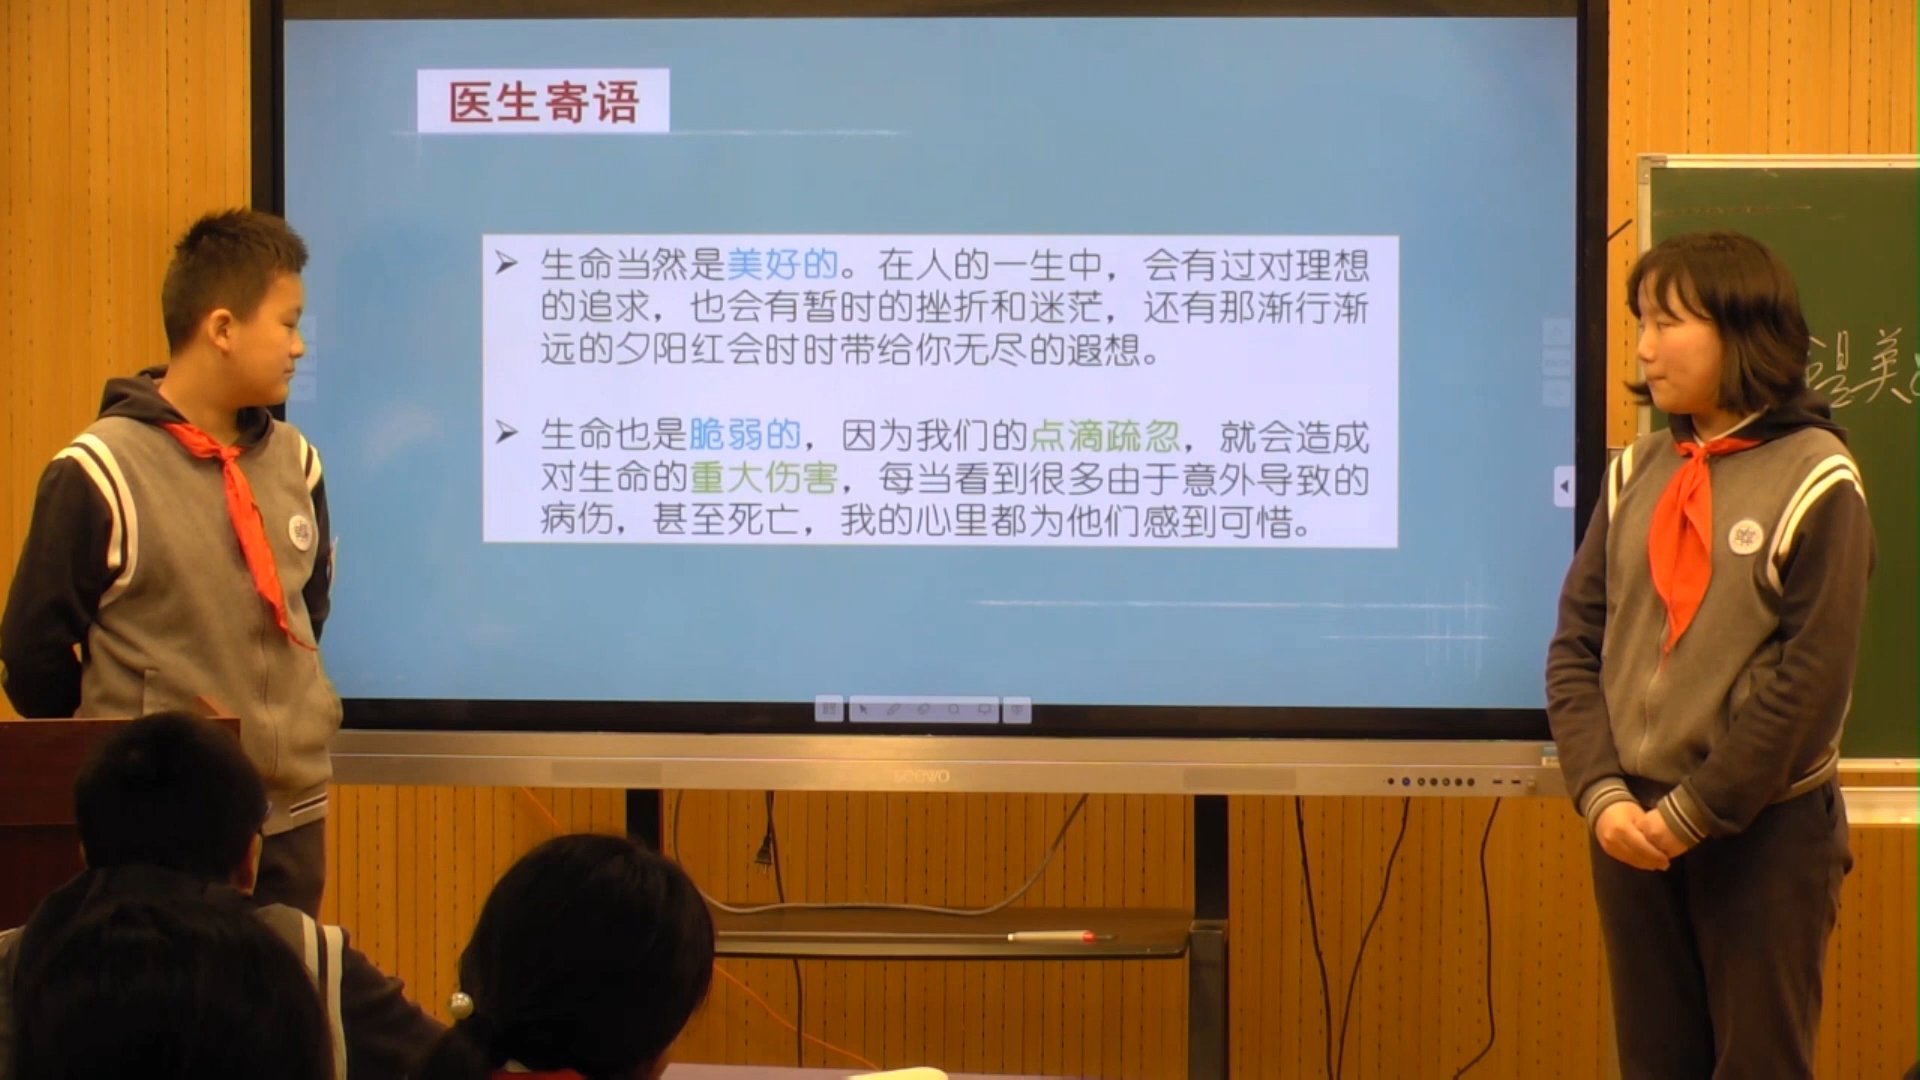 医生寄语
生命当然是美好的。在人的一生中，会有过对理想
的追求，也会有暂时的挫折和迷茫，还有那渐行渐
远的夕阳红会时时带给你无尽的遐想。
生命也是脆弱的，因为我们的点滴疏忽，就会造成
对生命的重大伤害，每当看到很多由于意外导致的
病伤，甚至死亡，我的心里都为他们感到可惜。
seewo
是美